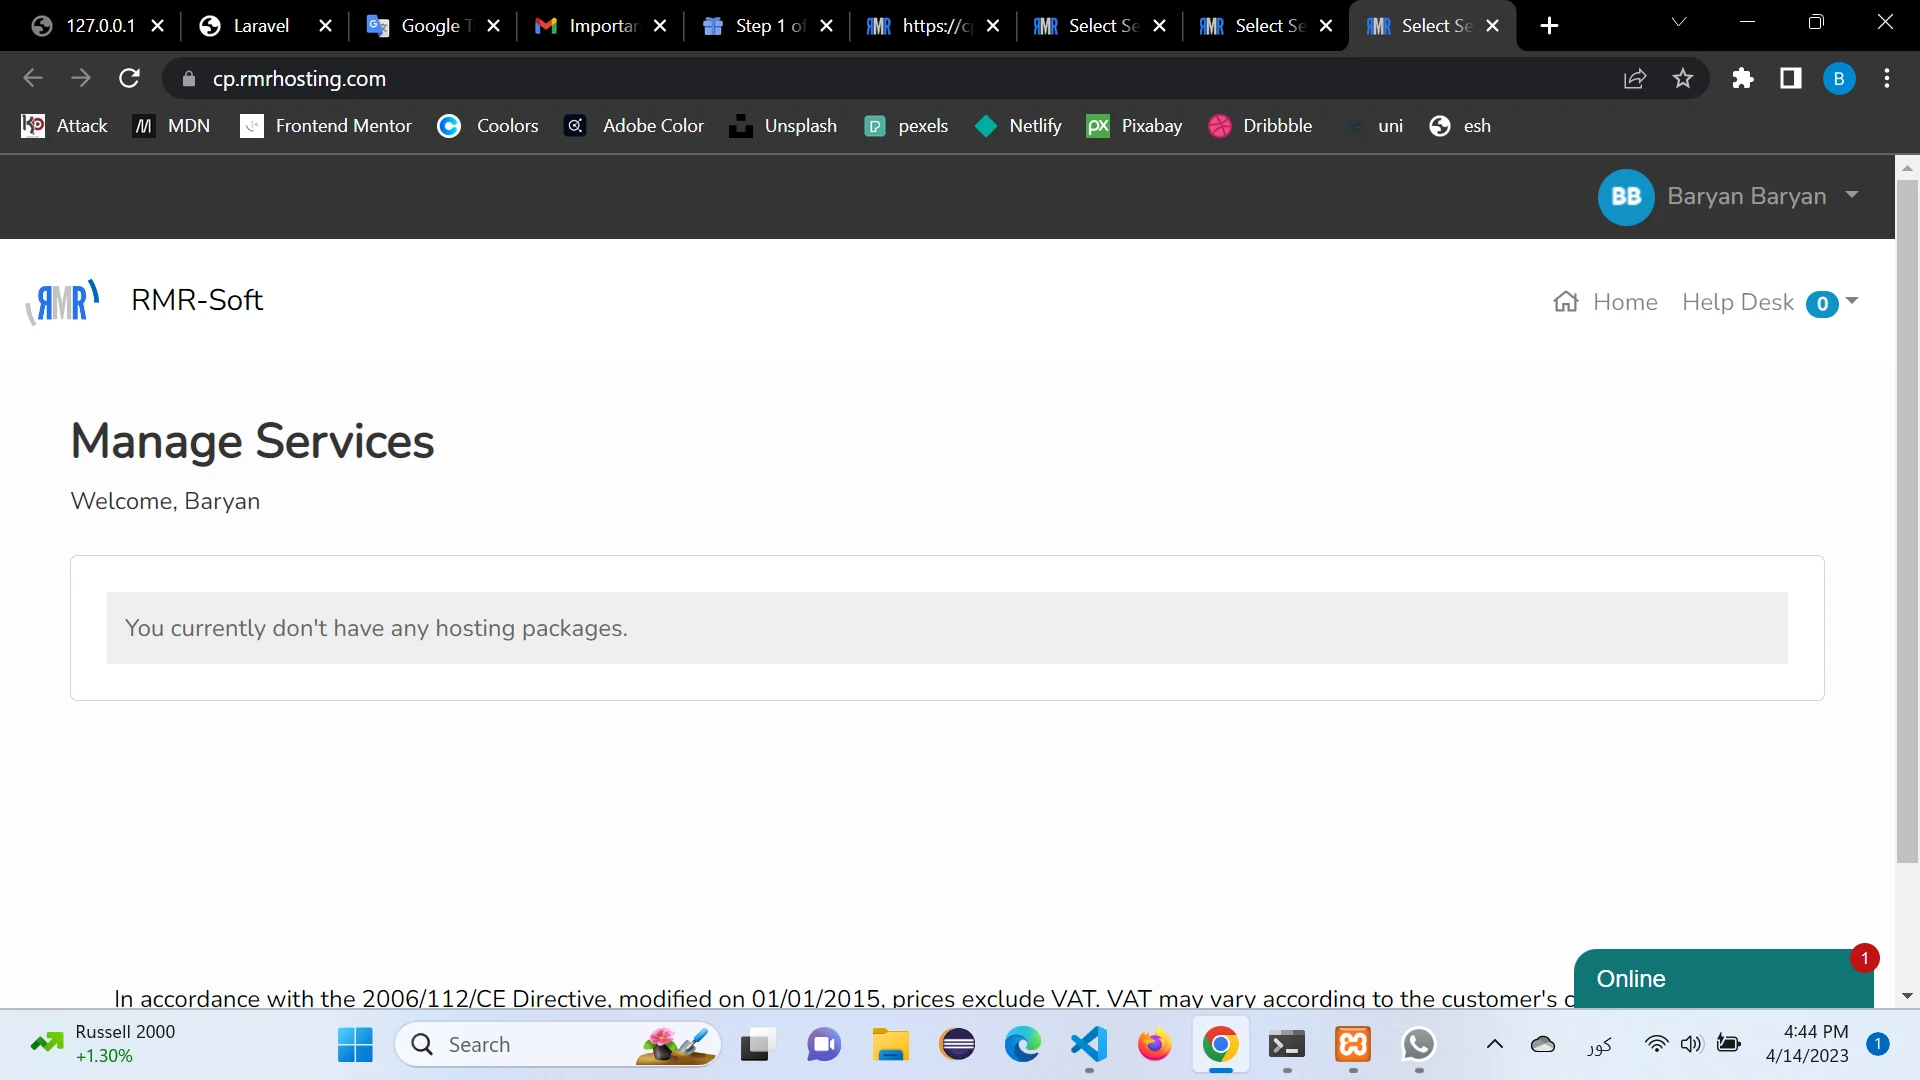 127.0.0.1
Laravel
Google T
Importan
Step 1 of
https://cp
Select Se
Select Se
Select Se
cp.rmrhosting.com
B
Attack
MDN
Frontend Mentor
Coolors
Adobe Color
Unsplash
pexels
Netlify
Pixabay
Dribbble
uni
esh
BB
Baryan Baryan
RMR
RMR-Soft
Home
Help Desk
0
Manage Services
Welcome, Baryan
You currently don't have any hosting packages.
In accordance with the 2006/112/CE Directive, modified on 01/01/2015, prices exclude VAT. VAT may vary according to the customer's c
Online
1
Russell 2000
+1.30%
Search
كور
4:44 PM
4/14/2023
1